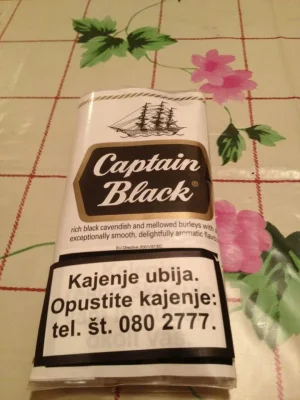 Captain
Black®
rich black cavendish and mellowed burleys with
exceptionally smooth, delightfully aromatic
Kajenje ubija.
Opustite kajenje:
tel. št. 080 2777.